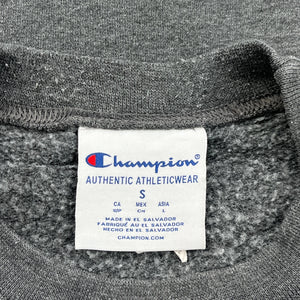 Champion
AUTHENTIC ATHLETICWEAR
S
CA MEX ASIA
S/P CH L
MADE IN EL SALVADOR
FABRIQUÉ AU EL SALVADOR
HECHO EN EL SALVADOR
CHAMPION.COM